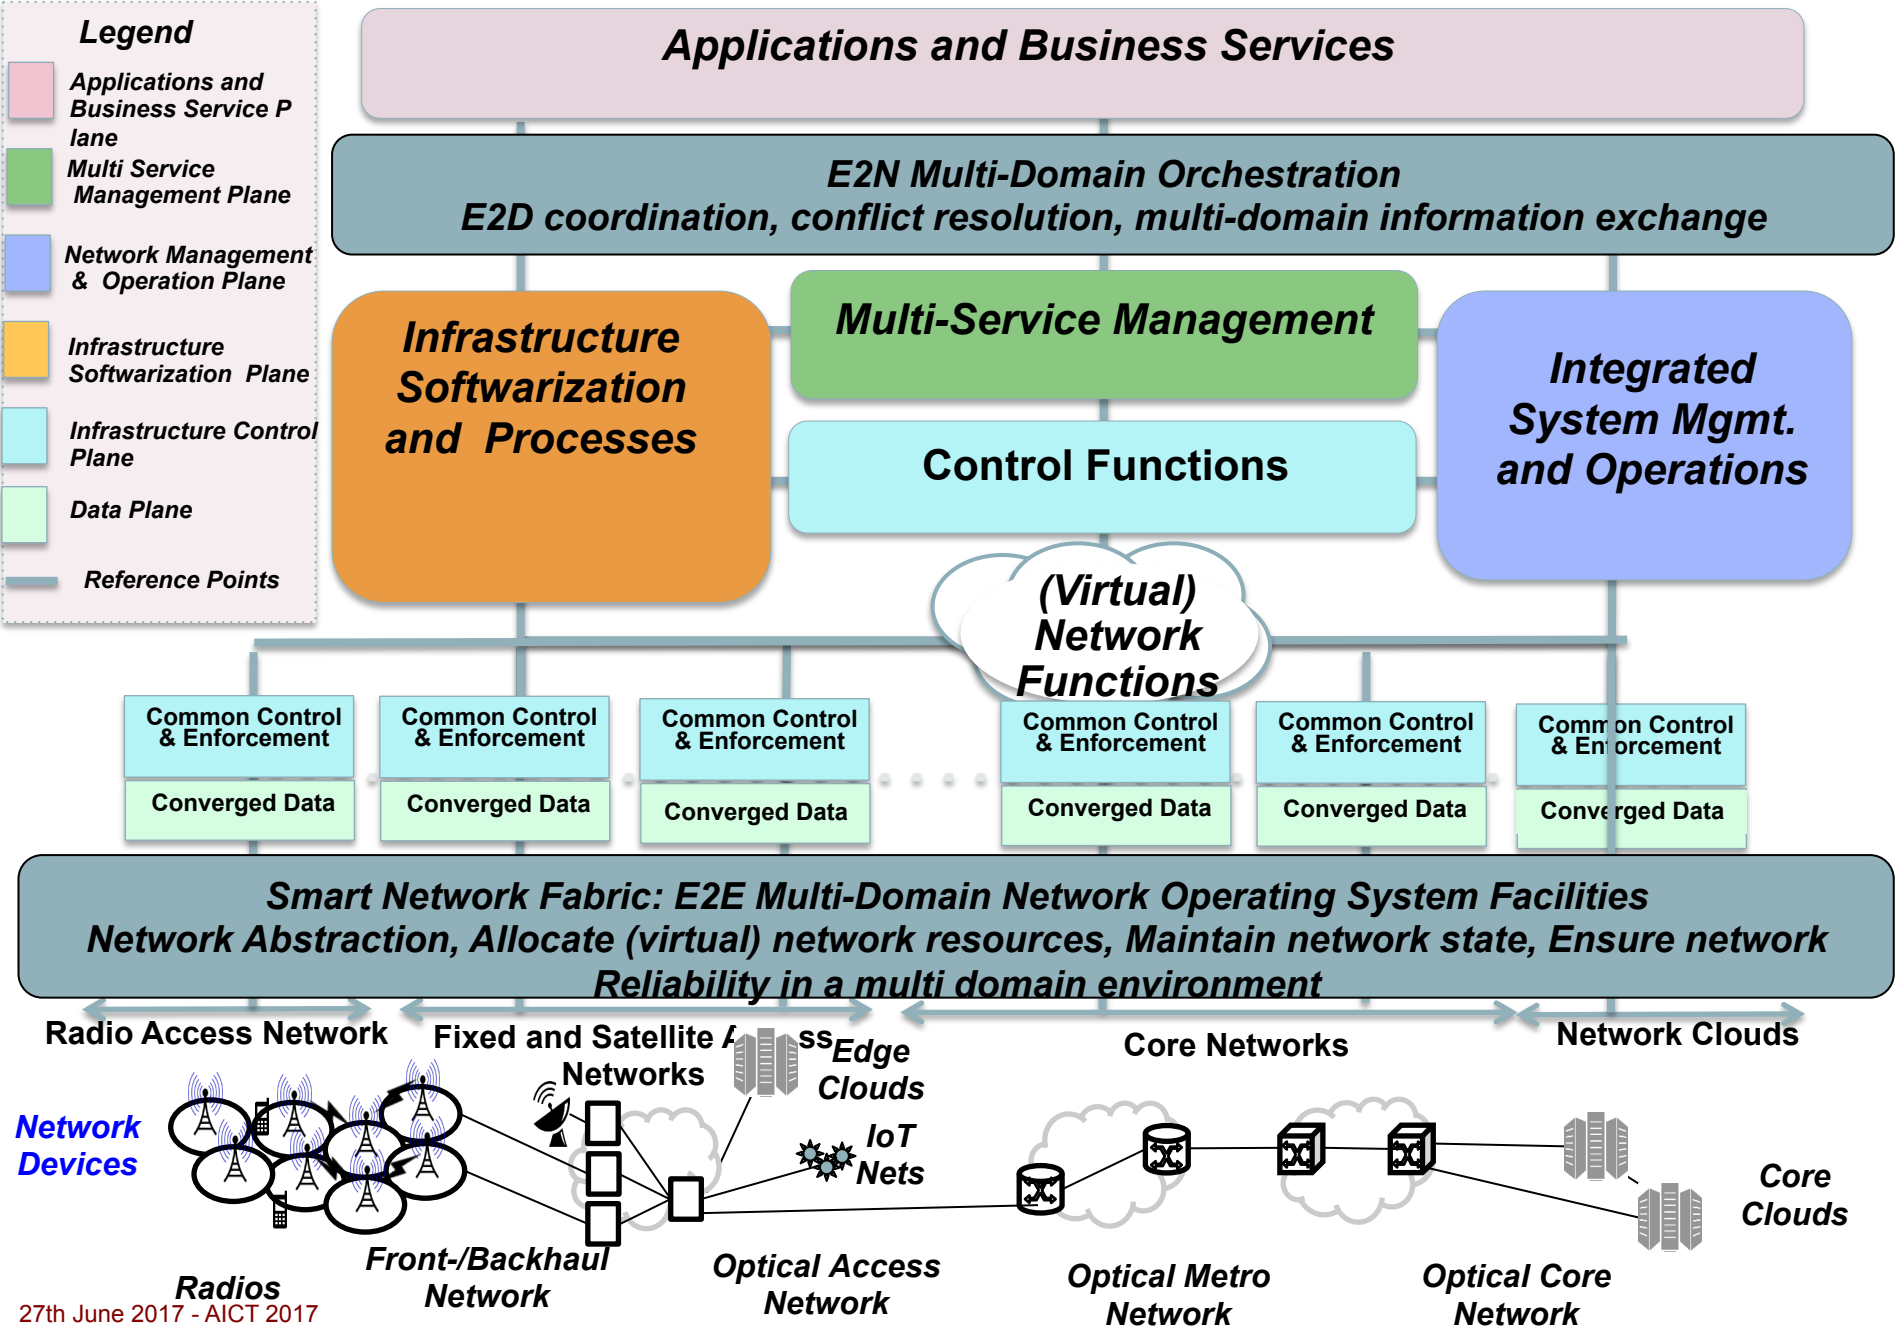 Legend
Applications and
Business Service P
lane
Multi Service
Management Plane
Network Management
& Operation Plane
Infrastructure
Softwarization Plane
Infrastructure Control
Plane
Data Plane
Reference Points
Applications and Business Services
E2N Multi-Domain Orchestration
E2D coordination, conflict resolution, multi-domain information exchange
Infrastructure
Softwarization
and Processes
Multi-Service Management
Control Functions
Integrated
System Mgmt.
and Operations
(Virtual)
Network
Functions
Common Control
& Enforcement
Converged Data
Common Control
& Enforcement
Converged Data
Common Control
& Enforcement
Converged Data
Common Control
& Enforcement
Converged Data
Common Control
& Enforcement
Converged Data
Common Control
& Enforcement
Converged Data
Smart Network Fabric: E2E Multi-Domain Network Operating System Facilities
Network Abstraction, Allocate (virtual) network resources, Maintain network state, Ensure network
Reliability in a multi domain environment
Radio Access Network
Fixed and Satellite
Networks
Core Networks
Network Clouds
Edge
Clouds
IoT
Nets
Network
Devices
Core
Clouds
Radios
Front-/Backhaul
Network
Optical Access
Network
Optical Metro
Network
Optical Core
Network
27th June 2017 - AICT 2017